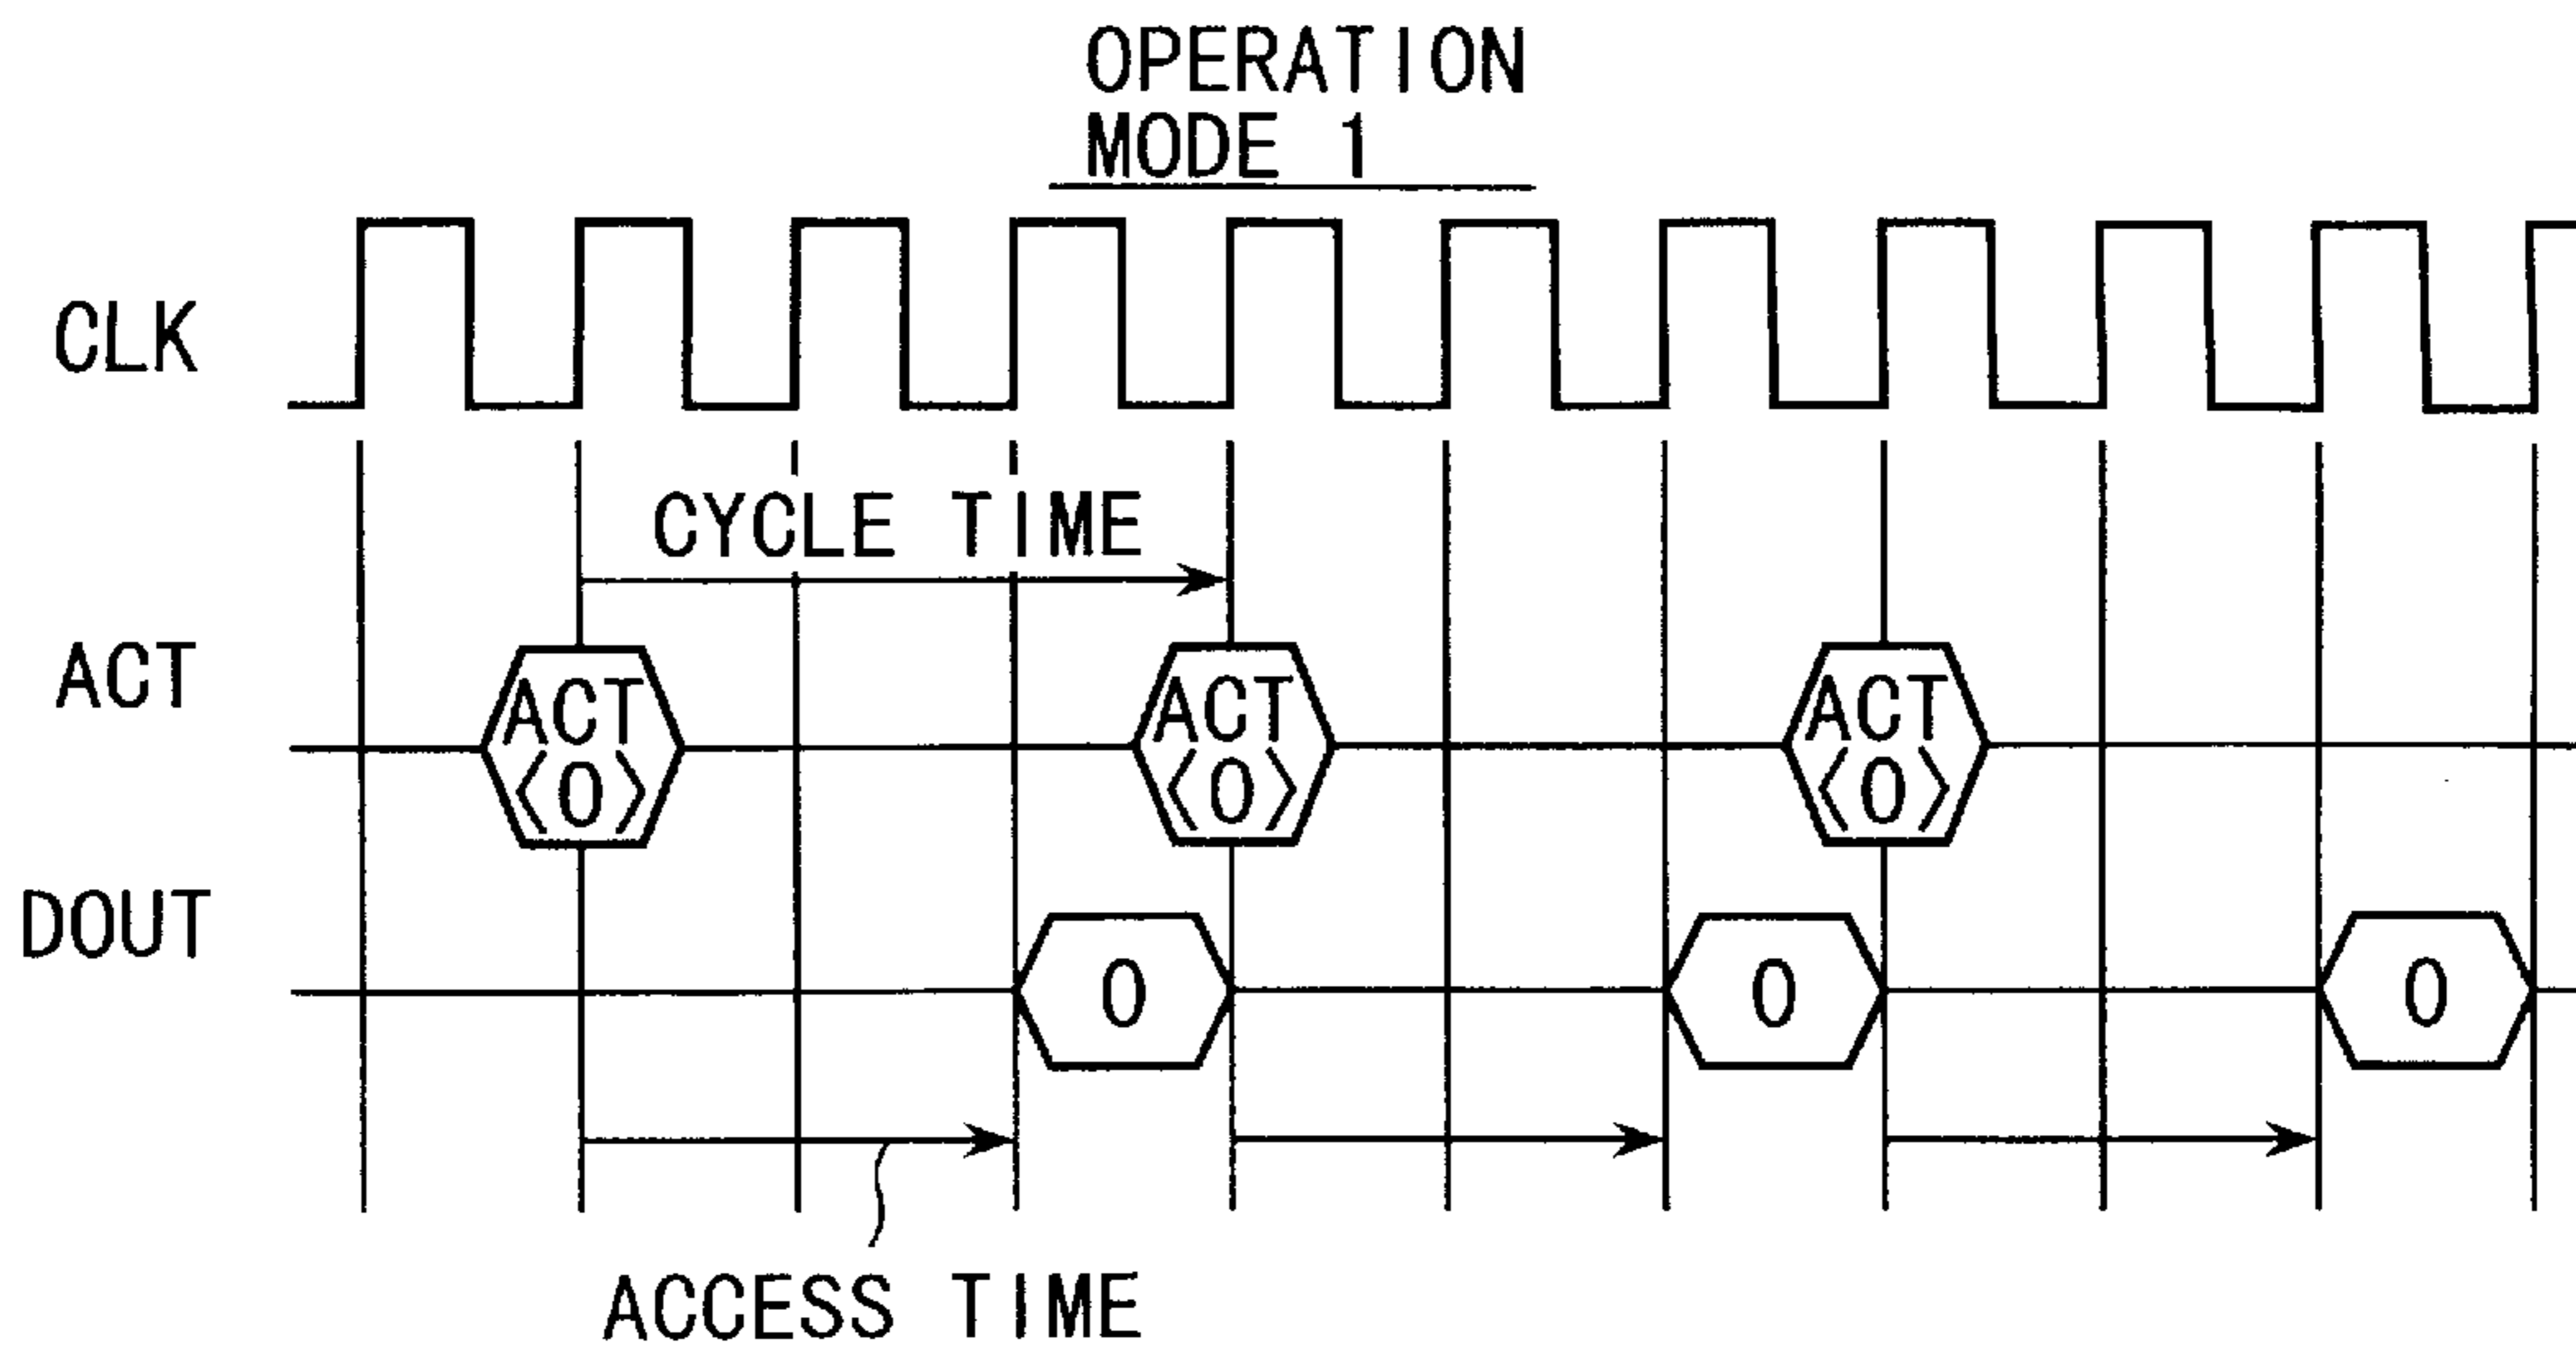 OPERATION
MODE 1
CLK
CYCLE TIME
ACT
ACT
<0>
ACT
<0>
ACT
<0>
DOUT
0
0
0
ACCESS TIME